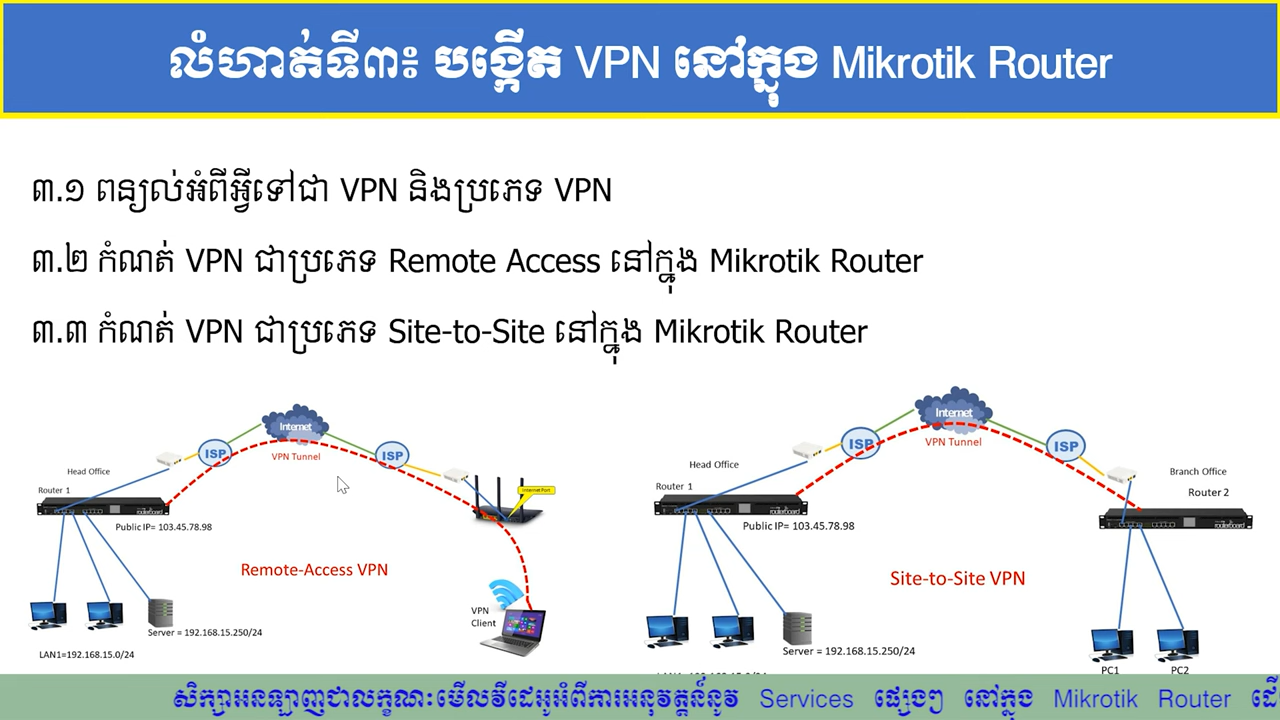 លំហាត់ទី៣៖ បង្កើត VPN នៅក្នុង Mikrotik Router
៣.១ ពន្យល់អំពីអ្វីទៅជា VPN និងប្រភេទ VPN
៣.២ កំណត់ VPN ជាប្រភេទ Remote Access នៅក្នុង Mikrotik Router
៣.៣ កំណត់ VPN ជាប្រភេទ Site-to-Site នៅក្នុង Mikrotik Router
Internet
ISP
VPN Tunnel
ISP
Head Office
Router 1
Internet Port
Public IP= 103.45.78.98
Remote-Access VPN
VPN
Client
Server = 192.168.15.250/24
LAN1=192.168.15.0/24
Internet
ISP
VPN Tunnel
ISP
Head Office
Branch Office
Router 1
Router 2
Public IP= 103.45.78.98
Site-to-Site VPN
Server = 192.168.15.250/24
PC1
PC2
សិក្សាអនឡាញជាលក្ខណៈមើលវីដេអូអំពីការអនុវត្តន៍នូវ Services ផ្សេងៗ នៅក្នុង Mikrotik Router ដើ